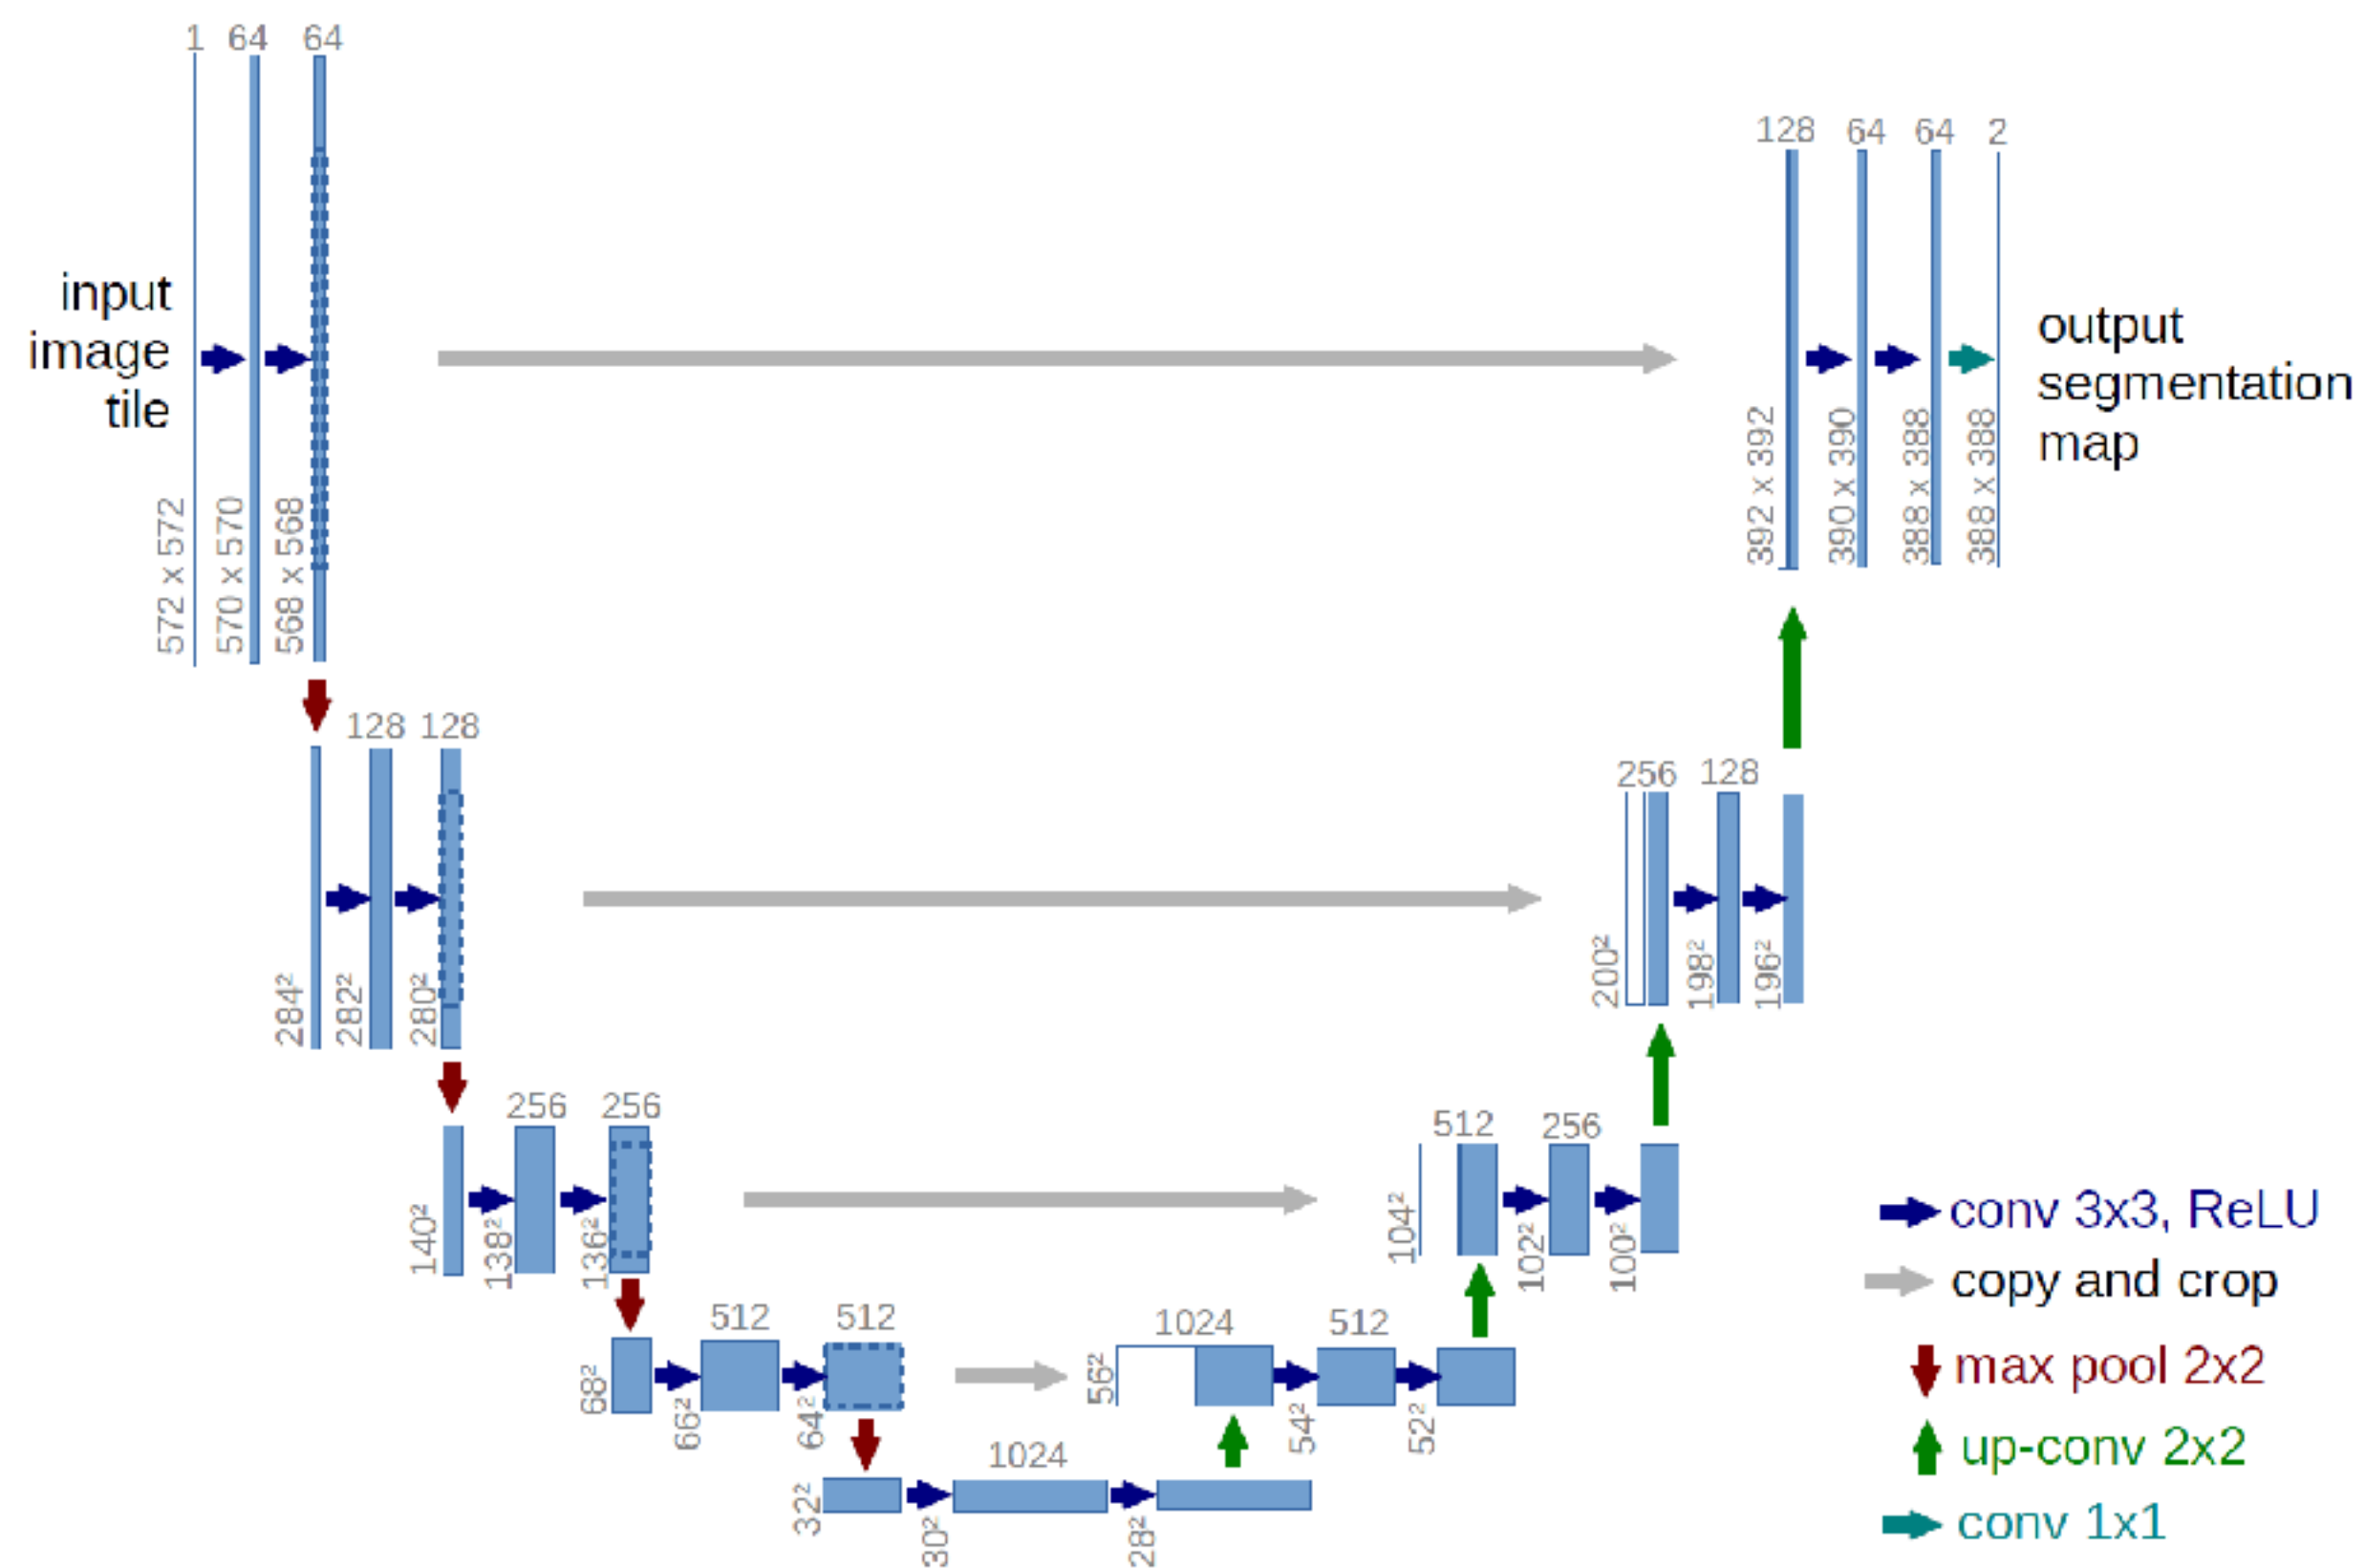 1 64 64
input
image
tile
572 x 572
570 x 570
568 x 568
128 64 64 2
output
segmentation
map
392 x 392
390 x 390
388 x 388
388 x 388
128 128
284²
282²
280²
256 128
200²
198²
196²
256 256
140²
138²
136²
512 256
104²
102²
100²
512 512
68²
66²
64²
1024 512
56²
54²
52²
1024
32²
30²
28²
conv 3x3, ReLU
copy and crop
max pool 2x2
up-conv 2x2
conv 1x1